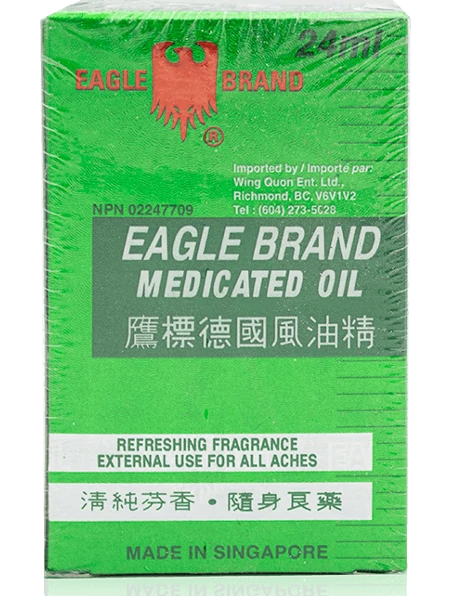 24ml
EAGLE BRAND
®
Imported by / Importé par:
Wing Quon Ent. Ltd.,
Richmond, BC, V6V1V2
NPN 02247709
Tel : (604) 273-5028
EAGLE BRAND
MEDICATED OIL
鷹標德國風油精
REFRESHING FRAGRANCE
EXTERNAL USE FOR ALL ACHES
清純芬香・隨身良藥
MADE IN SINGAPORE